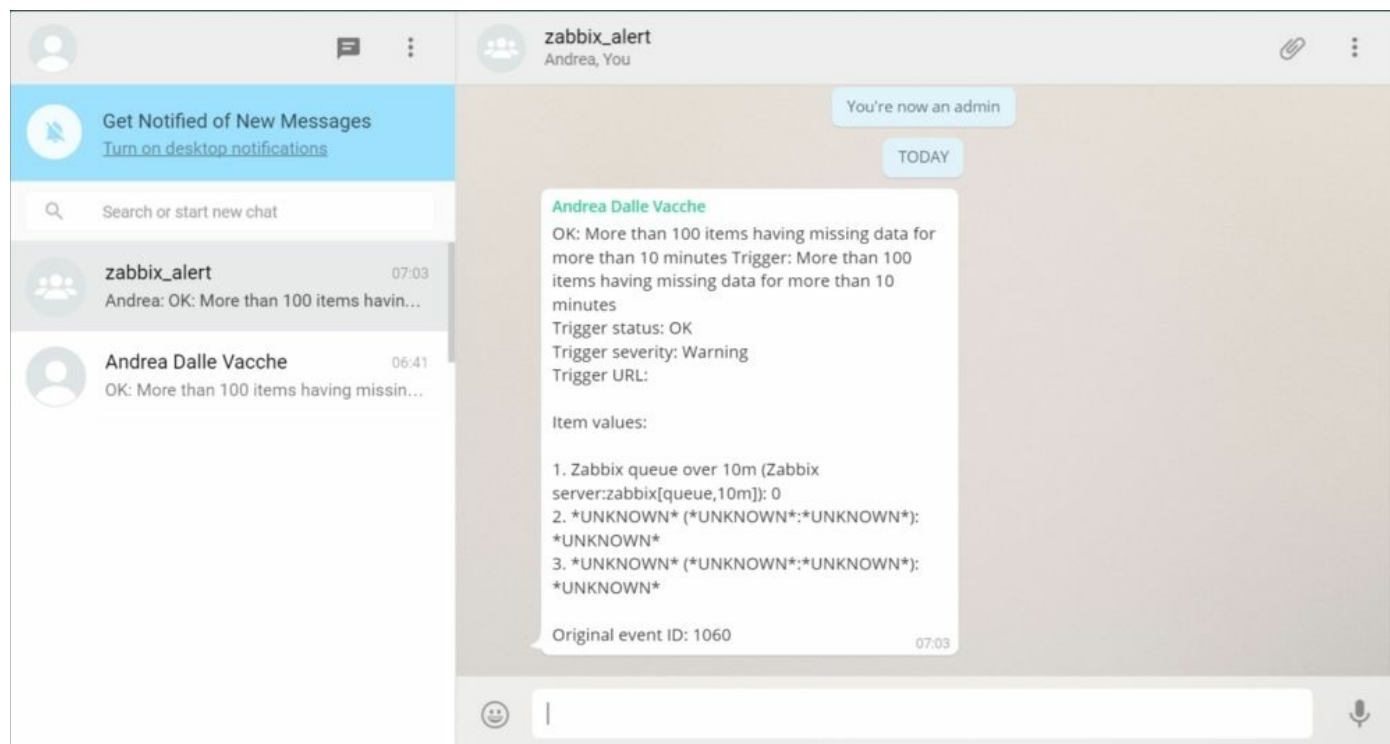 Get Notified of New Messages
Turn on desktop notifications
Search or start new chat
zabbix_alert
07:03
Andrea: OK: More than 100 items havin...
Andrea Dalle Vacche
06:41
OK: More than 100 items having missin...
zabbix_alert
Andrea, You
You're now an admin
TODAY
Andrea Dalle Vacche
OK: More than 100 items having missing data for
more than 10 minutes Trigger: More than 100
items having missing data for more than 10
minutes
Trigger status: OK
Trigger severity: Warning
Trigger URL:
Item values:
1. Zabbix queue over 10m (Zabbix
server:zabbix[queue,10m]): 0
2. *UNKNOWN* (*UNKNOWN*:*UNKNOWN*):
*UNKNOWN*
3. *UNKNOWN* (*UNKNOWN*:*UNKNOWN*):
*UNKNOWN*
Original event ID: 1060
07:03